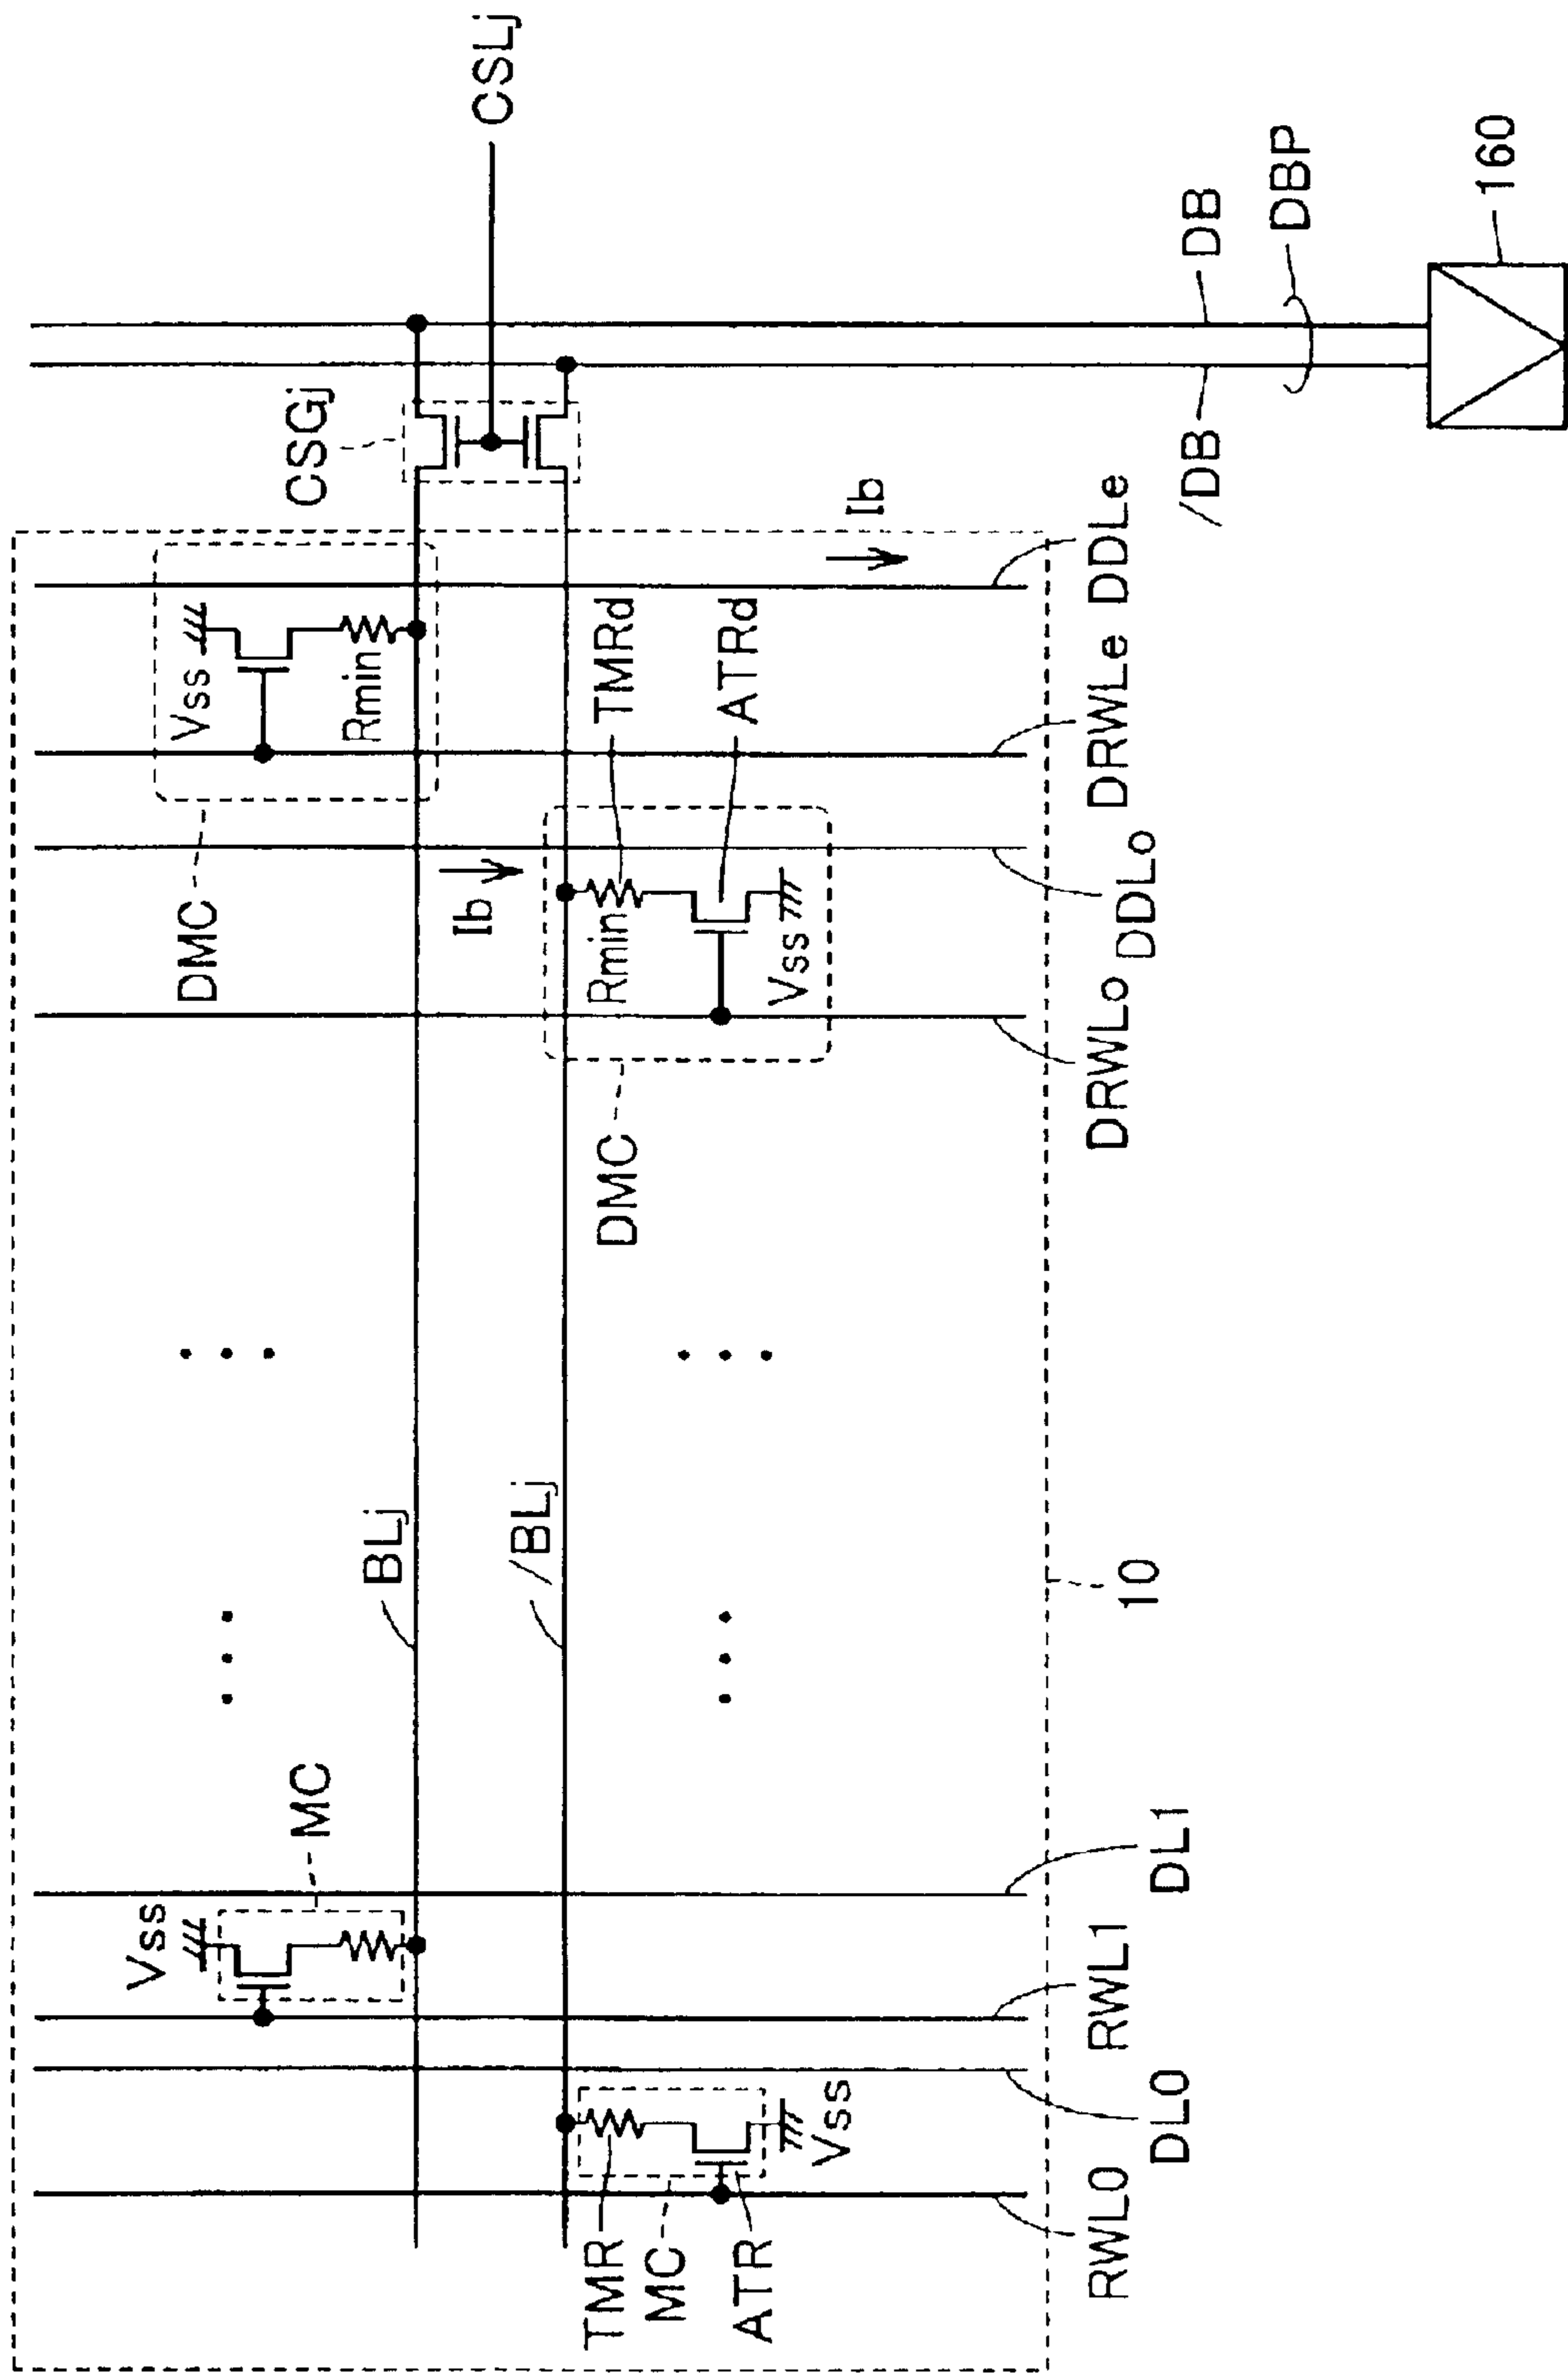 CSLj
CSGj
DB
/DB
DBP
160
Ib
Vss
Rmin
DMC
TMRd
ATRd
Ib
Rmin
Vss
DMC
DDLe
DRWLe
DDLo
DRWLo
BLj
/BLj
10
MC
Vss
DL1
RWL1
DL0
RWL0
TMR
MC
ATR
Vss